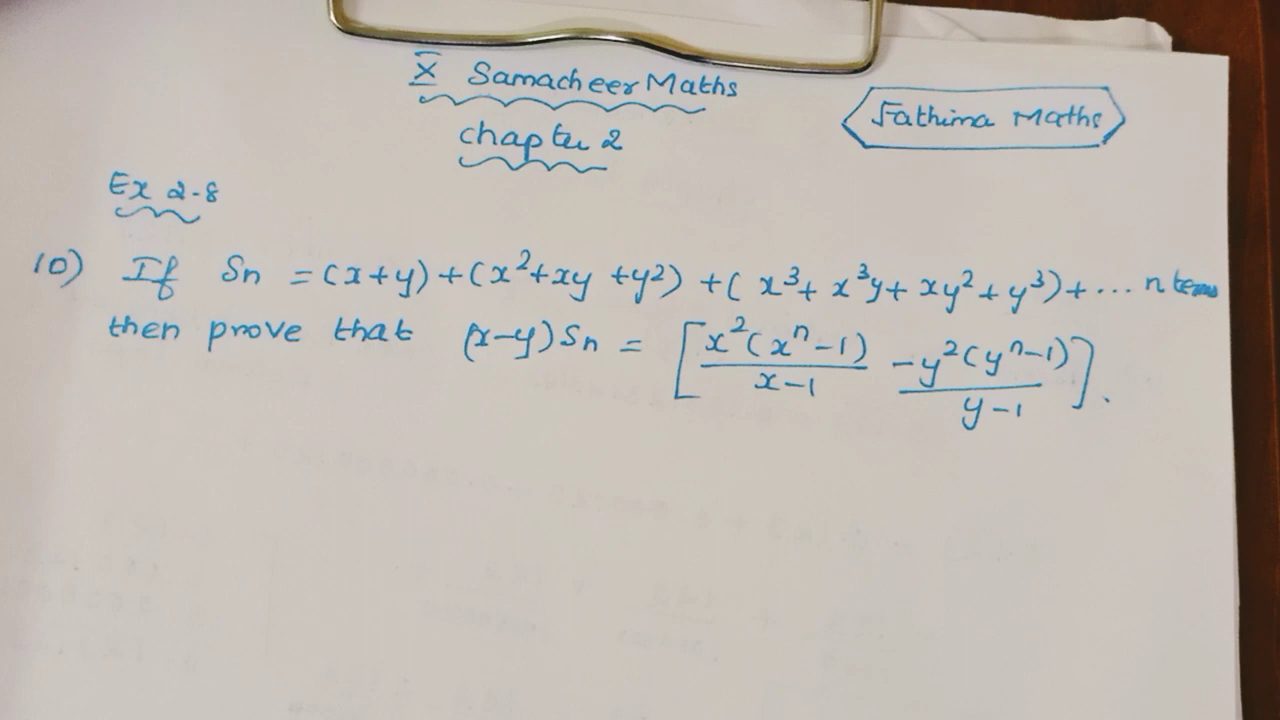 X Samacheer Maths
Fathima Maths
chapter 2
Ex 2-8
10) If Sn = (x+y) + (x²+xy+y²) + (x³+x³y+xy²+y³)+... n terms
then prove that (x-y)Sn = [x²(xⁿ-1)/x-1 -y²(yⁿ-1)/y-1].